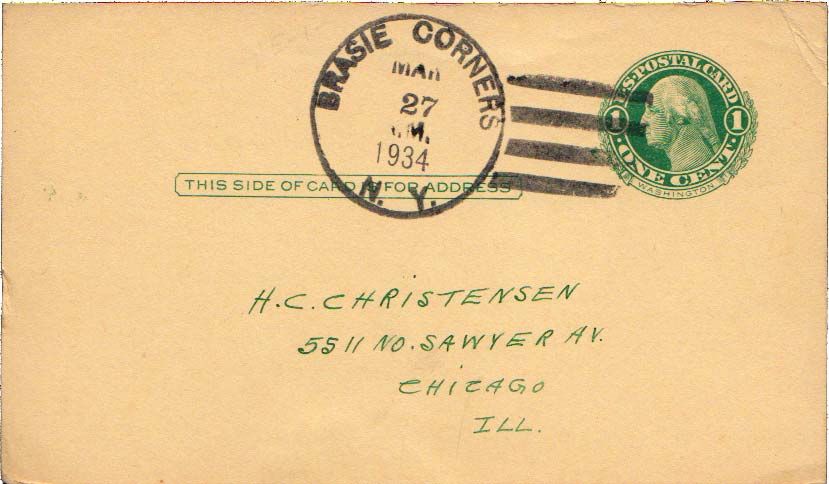 BRASIE CORNERS
MAR
27
.M.
1934
N. Y.
U.S. POSTAL CARD
1 1
ONE CENT
WASHINGTON
THIS SIDE OF CARD IS FOR ADDRESS
H.C. CHRISTENSEN
5511 NO. SAWYER AV.
CHICAGO
ILL.